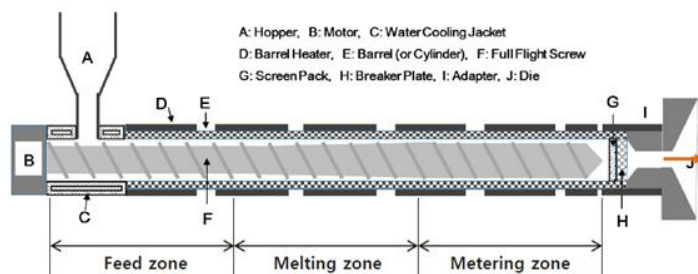 A: Hopper, B: Motor, C: Water Cooling Jacket
D: Barrel Heater, E: Barrel (or Cylinder), F: Full Flight Screw
G: Screen Pack, H: Breaker Plate, I: Adapter, J: Die
A
D
E
G
I
B
J
C
F
H
Feed zone
Melting zone
Metering zone